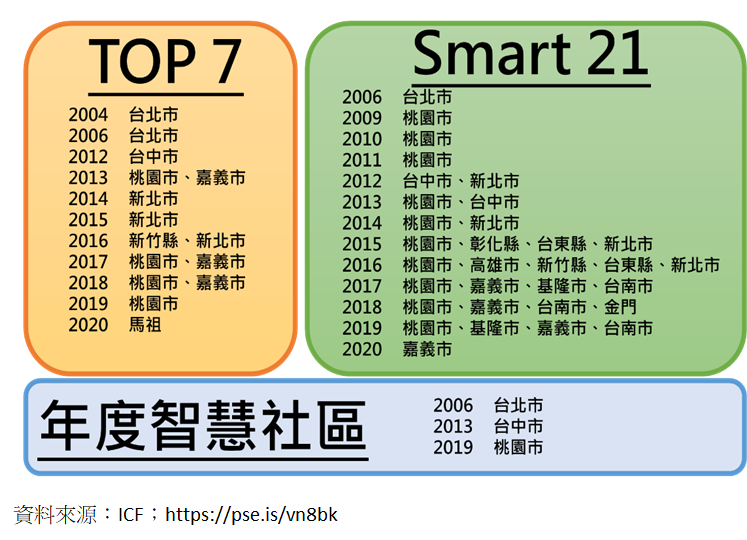 TOP 7
2004 台北市
2006 台北市
2012 台中市
2013 桃園市、嘉義市
2014 新北市
2015 新北市
2016 新竹縣、新北市
2017 桃園市、嘉義市
2018 桃園市、嘉義市
2019 桃園市
2020 馬祖
Smart 21
2006 台北市
2009 桃園市
2010 桃園市
2011 桃園市
2012 台中市、新北市
2013 桃園市、台中市
2014 桃園市、新北市
2015 桃園市、彰化縣、台東縣、新北市
2016 桃園市、高雄市、新竹縣、台東縣、新北市
2017 桃園市、嘉義市、基隆市、台南市
2018 桃園市、嘉義市、台南市、金門
2019 桃園市、基隆市、嘉義市、台南市
2020 嘉義市
年度智慧社區
2006 台北市
2013 台中市
2019 桃園市
資料來源：ICF；https://pse.is/vn8bk